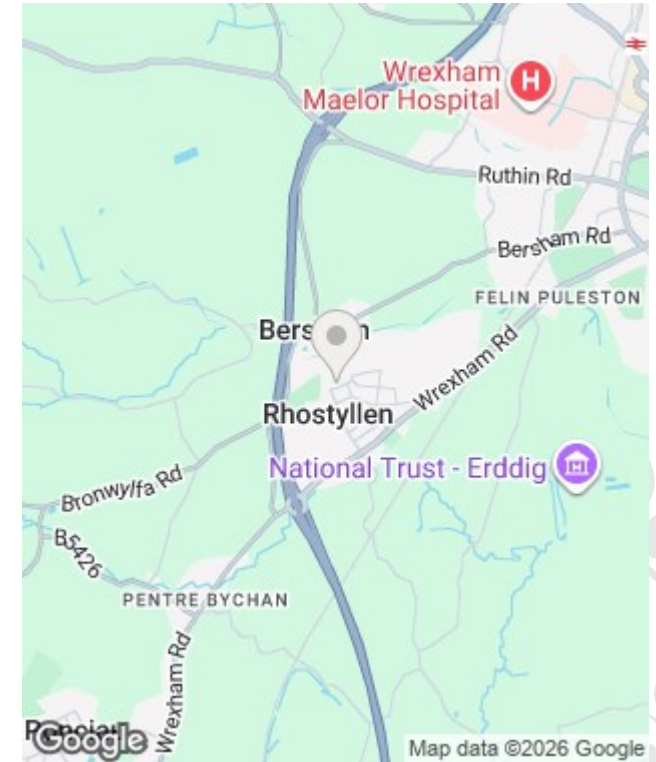 Wrexham
Maelor Hospital
H
Ruthin Rd
Bersham Rd
FELIN PULESTON
Wrexham Rd
Rhostyllen
National Trust - Erddig
Bronwylfa Rd
B5426
PENTRE BYCHAN
Wrexham Rd
Google
Map data ©2026 Google